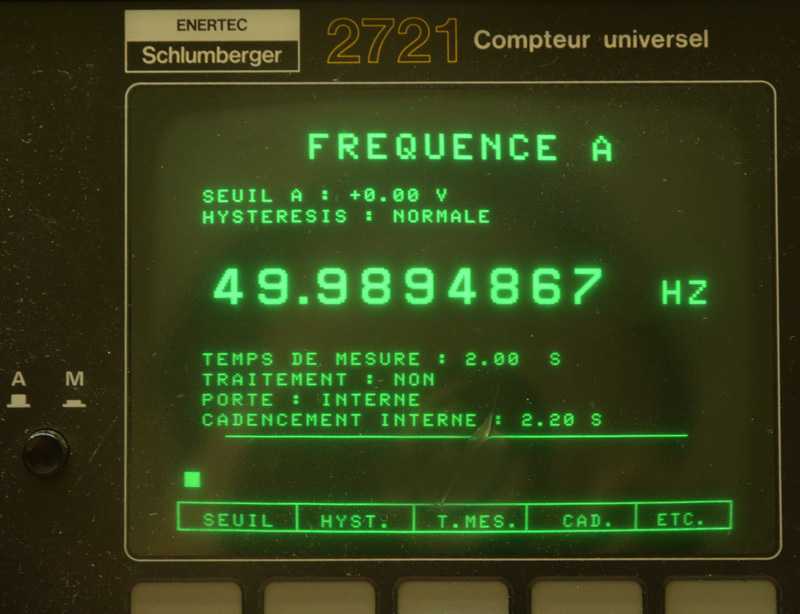 ENERTEC
Schlumberger
2721 Compteur universel
FREQUENCE A
SEUIL A : +0.00 V
HYSTERESIS : NORMALE
49.9894867 HZ
TEMPS DE MESURE : 2.00 S
TRAITEMENT : NON
PORTE : INTERNE
CADENCEMENT INTERNE : 2.20 S
A M
SEUIL HYST. T.MES. CAD. ETC.